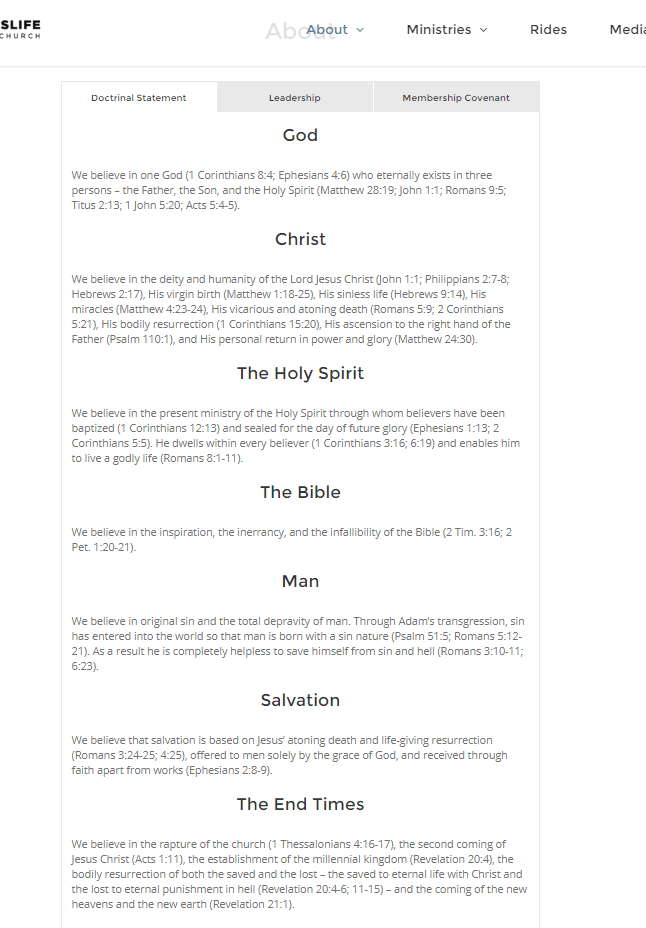 SLIFE
CHURCH
About
About
Ministries
Rides
Media
Doctrinal Statement
Leadership
Membership Covenant
God
We believe in one God (1 Corinthians 8:4; Ephesians 4:6) who eternally exists in three
persons – the Father, the Son, and the Holy Spirit (Matthew 28:19; John 1:1; Romans 9:5;
Titus 2:13; 1 John 5:20; Acts 5:4-5).
Christ
We believe in the deity and humanity of the Lord Jesus Christ (John 1:1; Philippians 2:7-8;
Hebrews 2:17), His virgin birth (Matthew 1:18-25), His sinless life (Hebrews 9:14), His
miracles (Matthew 4:23-24), His vicarious and atoning death (Romans 5:9; 2 Corinthians
5:21), His bodily resurrection (1 Corinthians 15:20), His ascension to the right hand of the
Father (Psalm 110:1), and His personal return in power and glory (Matthew 24:30).
The Holy Spirit
We believe in the present ministry of the Holy Spirit through whom believers have been
baptized (1 Corinthians 12:13) and sealed for the day of future glory (Ephesians 1:13; 2
Corinthians 5:5). He dwells within every believer (1 Corinthians 3:16; 6:19) and enables him
to live a godly life (Romans 8:1-11).
The Bible
We believe in the inspiration, the inerrancy, and the infallibility of the Bible (2 Tim. 3:16; 2
Pet. 1:20-21).
Man
We believe in original sin and the total depravity of man. Through Adam's transgression, sin
has entered into the world so that man is born with a sin nature (Psalm 51:5; Romans 5:12-
21). As a result he is completely helpless to save himself from sin and hell (Romans 3:10-11;
6:23).
Salvation
We believe that salvation is based on Jesus' atoning death and life-giving resurrection
(Romans 3:24-25; 4:25), offered to men solely by the grace of God, and received through
faith apart from works (Ephesians 2:8-9).
The End Times
We believe in the rapture of the church (1 Thessalonians 4:16-17), the second coming of
Jesus Christ (Acts 1:11), the establishment of the millennial kingdom (Revelation 20:4), the
bodily resurrection of both the saved and the lost – the saved to eternal life with Christ and
the lost to eternal punishment in hell (Revelation 20:4-6; 11-15) – and the coming of the new
heavens and the new earth (Revelation 21:1).